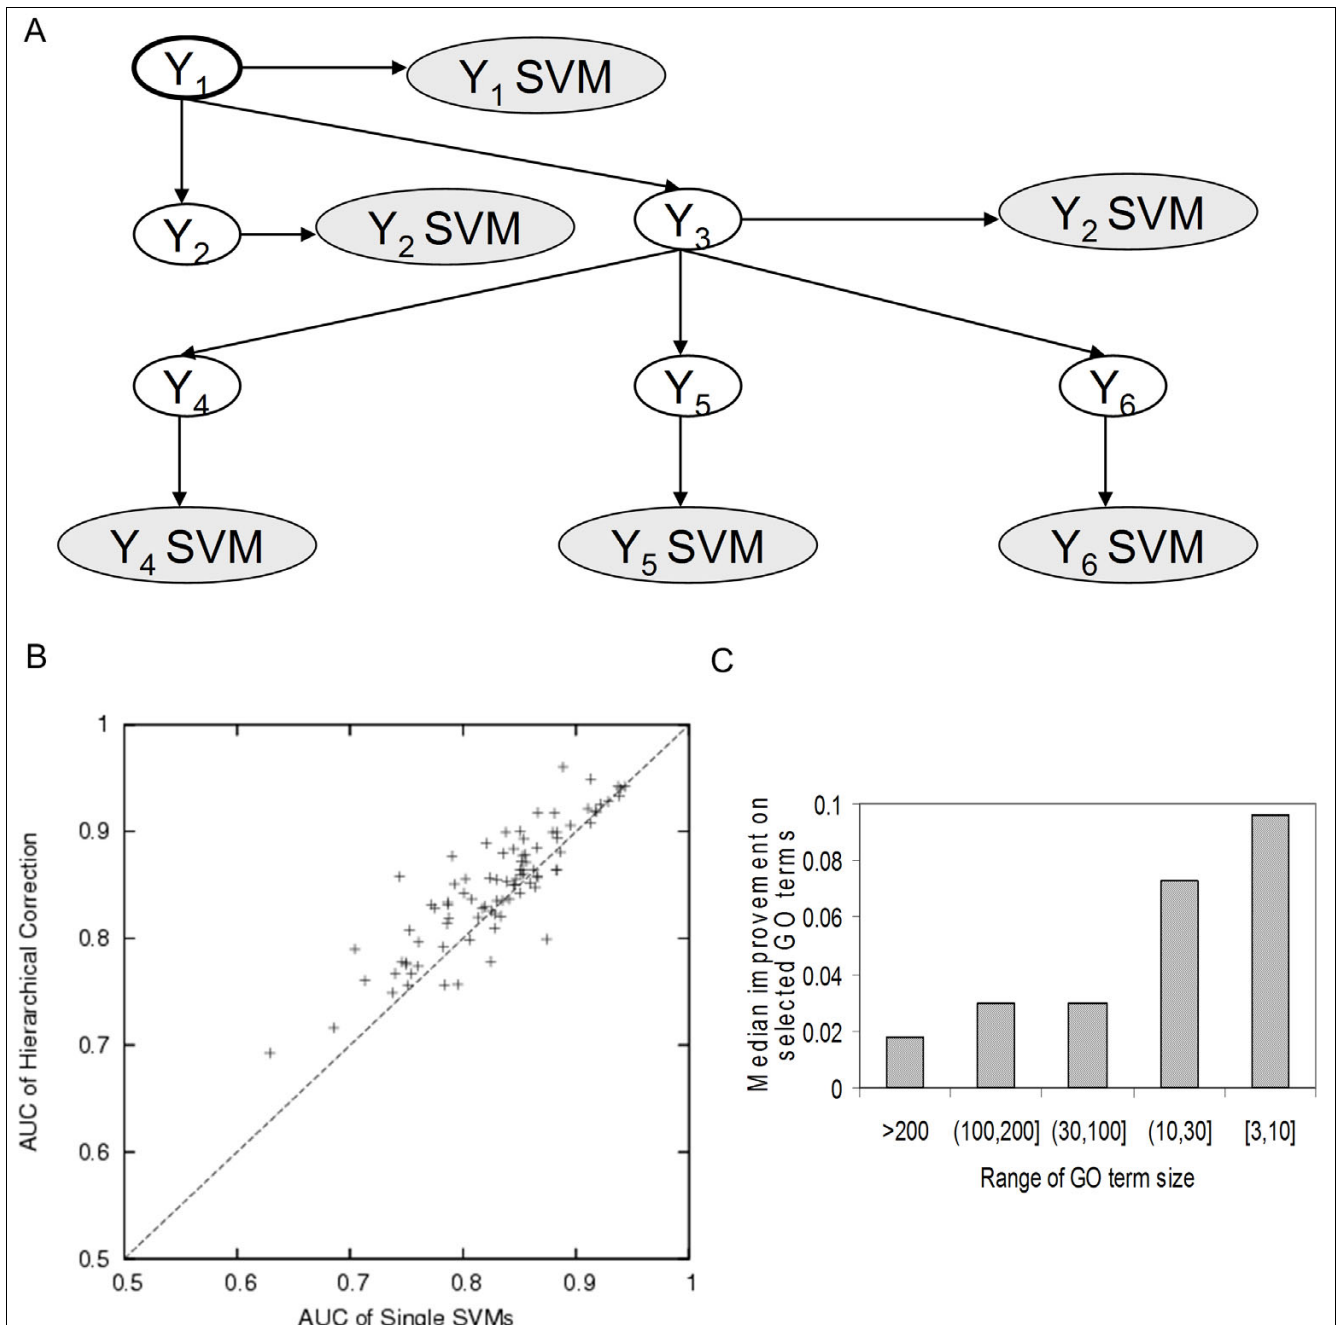 A
Y1
Y1 SVM
Y2
Y2 SVM
Y3
Y2 SVM
Y4
Y5
Y6
Y4 SVM
Y5 SVM
Y6 SVM
B
AUC of Hierarchical Correction
1
0.9
0.8
0.7
0.6
0.5
0.5 0.6 0.7 0.8 0.9 1
AUC of Single SVMs
C
Median improvement on
selected GO terms
0.1
0.08
0.06
0.04
0.02
0
>200 (100,200] (30,100] (10,30] [3,10]
Range of GO term size